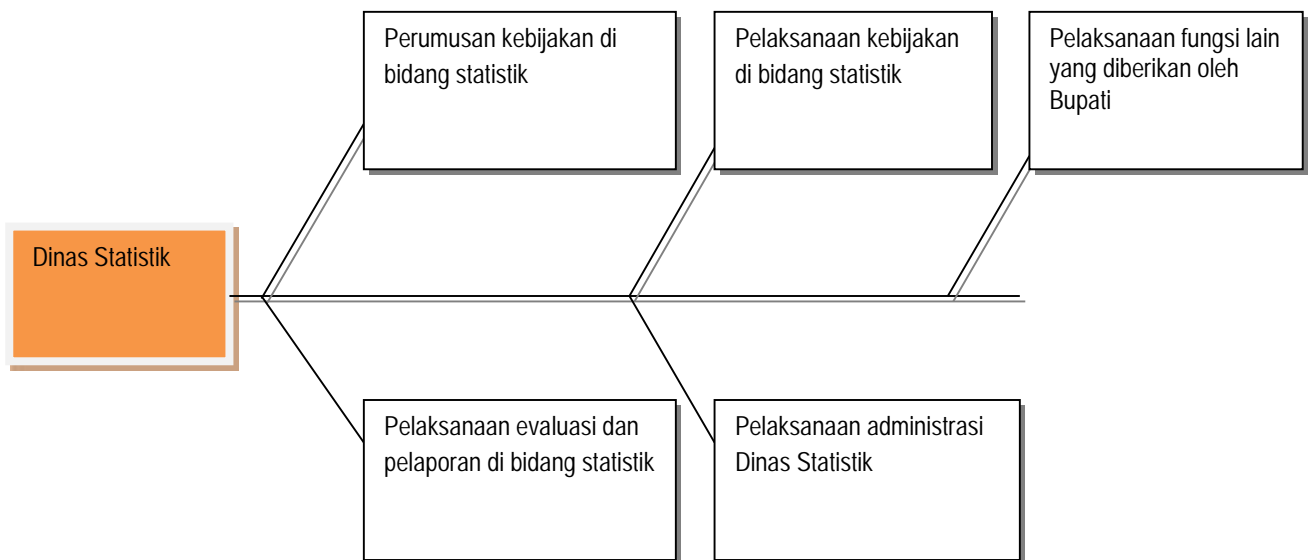 Perumusan kebijakan di
bidang statistik
Pelaksanaan kebijakan
di bidang statistik
Pelaksanaan fungsi lain
yang diberikan oleh
Bupati
Dinas Statistik
Pelaksanaan evaluasi dan
pelaporan di bidang statistik
Pelaksanaan administrasi
Dinas Statistik